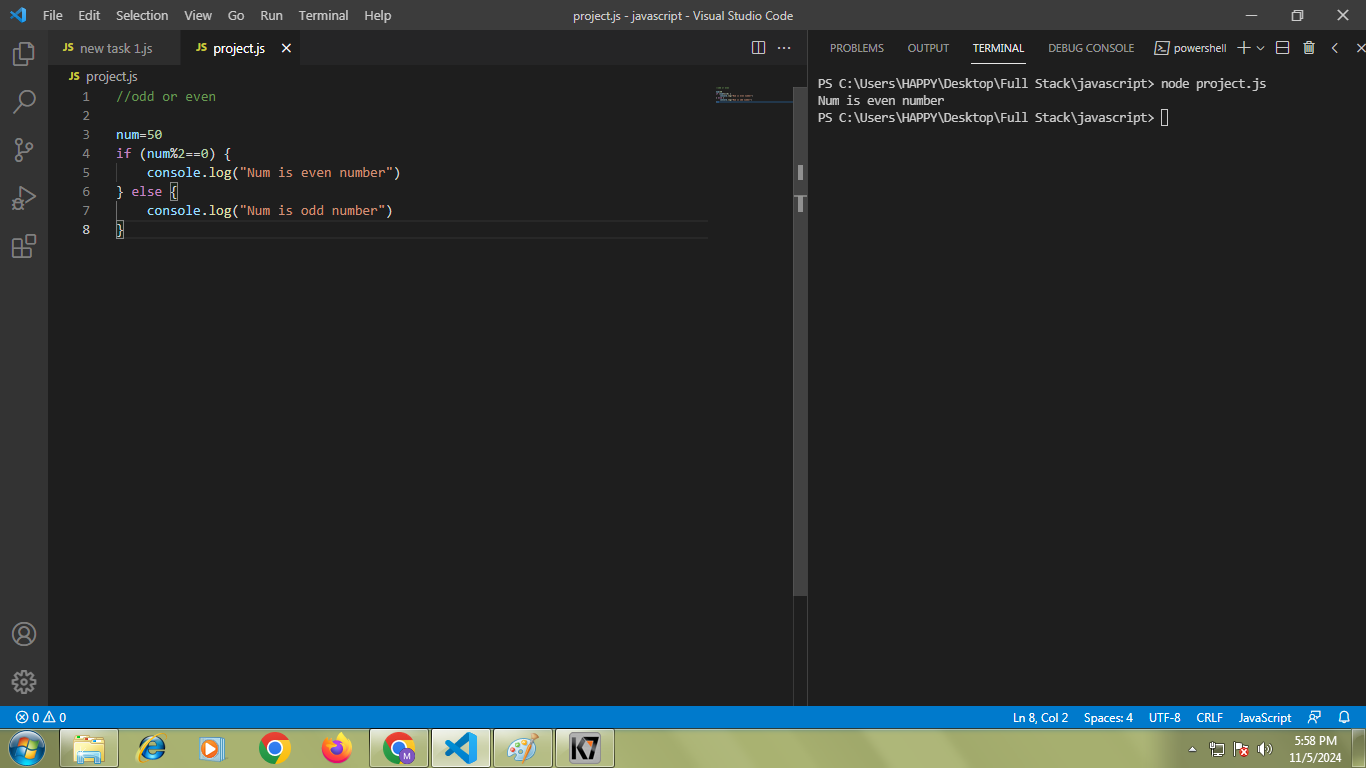 File Edit Selection View Go Run Terminal Help
project.js - javascript - Visual Studio Code
JS new task 1.js
JS project.js
JS project.js
1 //odd or even
2
3 num=50
4 if (num%2==0) {
5 console.log("Num is even number")
6 } else {
7 console.log("Num is odd number")
8 }
PROBLEMS OUTPUT TERMINAL DEBUG CONSOLE powershell
PS C:\Users\HAPPY\Desktop\Full Stack\javascript> node project.js
Num is even number
PS C:\Users\HAPPY\Desktop\Full Stack\javascript>
0 0
Ln 8, Col 2 Spaces: 4 UTF-8 CRLF JavaScript
M
K7
5:58 PM
11/5/2024